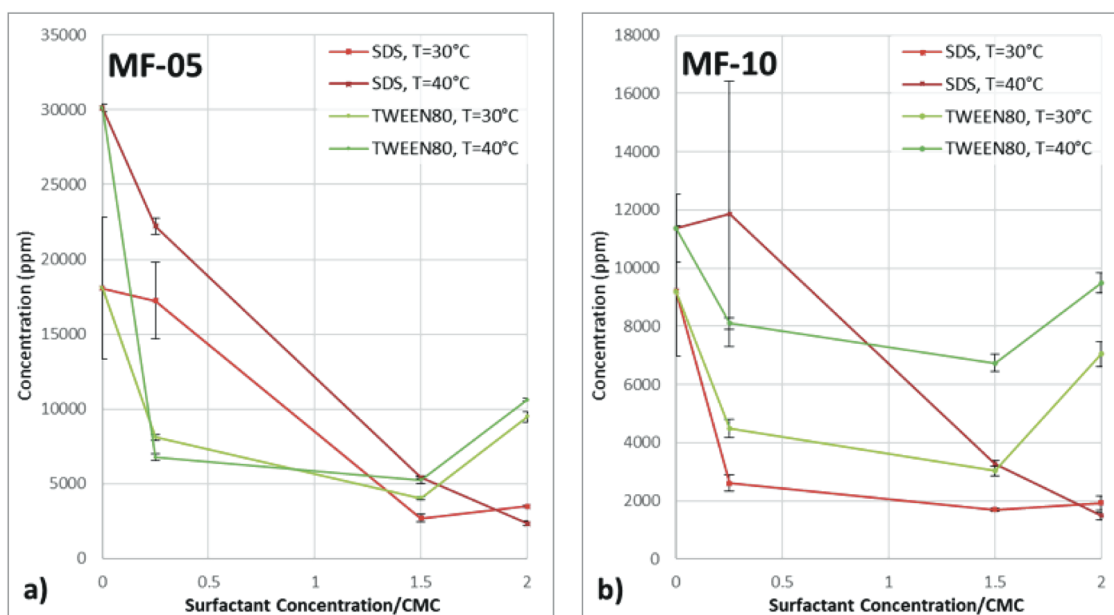 MF-05
SDS, T=30°C
SDS, T=40°C
TWEEN80, T=30°C
TWEEN80, T=40°C
35000
30000
25000
20000
15000
10000
5000
0
Concentration (ppm)
0
0.5
1
1.5
2
Surfactant Concentration/CMC
a)
MF-10
SDS, T=30°C
SDS, T=40°C
TWEEN80, T=30°C
TWEEN80, T=40°C
18000
16000
14000
12000
10000
8000
6000
4000
2000
0
Concentration (ppm)
0
0.5
1
1.5
2
Surfactant Concentration/CMC
b)